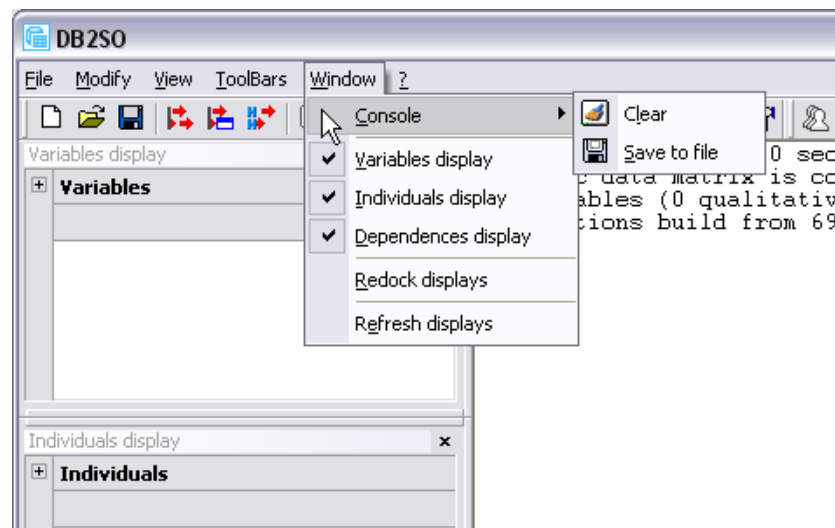 DB2SO
File Modify View ToolBars Window ?
Console
Clear
Save to file
Variables display
Individuals display
Dependences display
Redock displays
Refresh displays
Variables display
Variables
Individuals display
Individuals
0 sec
data matrix is co
ables (0 qualitativ
tions build from 69